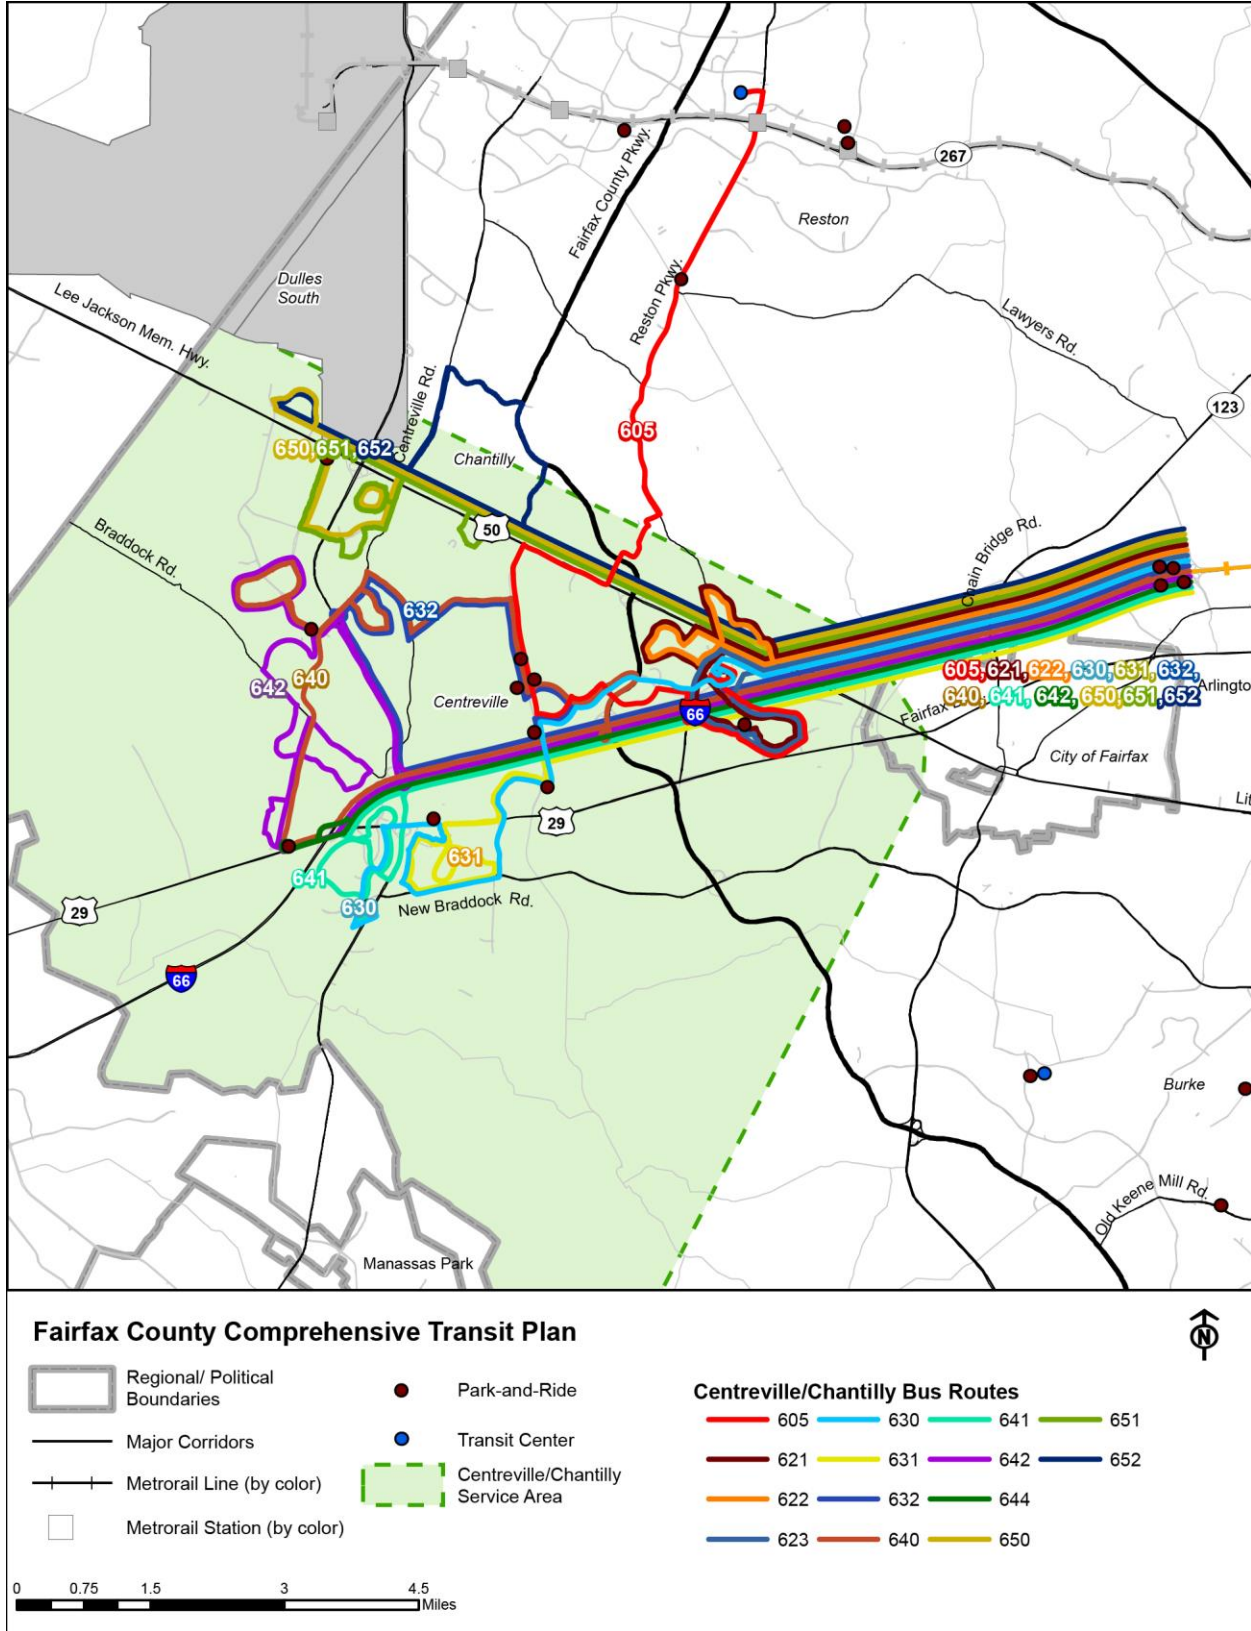 267
Fairfax County Pkwy.
Reston
Dulles
South
Reston Pkwy.
Lee Jackson Mem. Hwy.
Lawyers Rd.
Centreville Rd.
123
605
650,651,652
Chantilly
50
Braddock Rd.
Chain Bridge Rd.
632
642
640
Centreville
66
605,621,622,630,631,632,
640,641,642,650,651,652
Arlingto
Fairfax
City of Fairfax
Lit
29
631
641
630
New Braddock Rd.
29
66
Burke
Old Keene Mill Rd.
Manassas Park
Fairfax County Comprehensive Transit Plan
N
Regional/ Political
Boundaries
Major Corridors
Metrorail Line (by color)
Metrorail Station (by color)
Park-and-Ride
Transit Center
Centreville/Chantilly
Service Area
Centreville/Chantilly Bus Routes
605 630 641 651
621 631 642 652
622 632 644
623 640 650
0 0.75 1.5 3 4.5
Miles